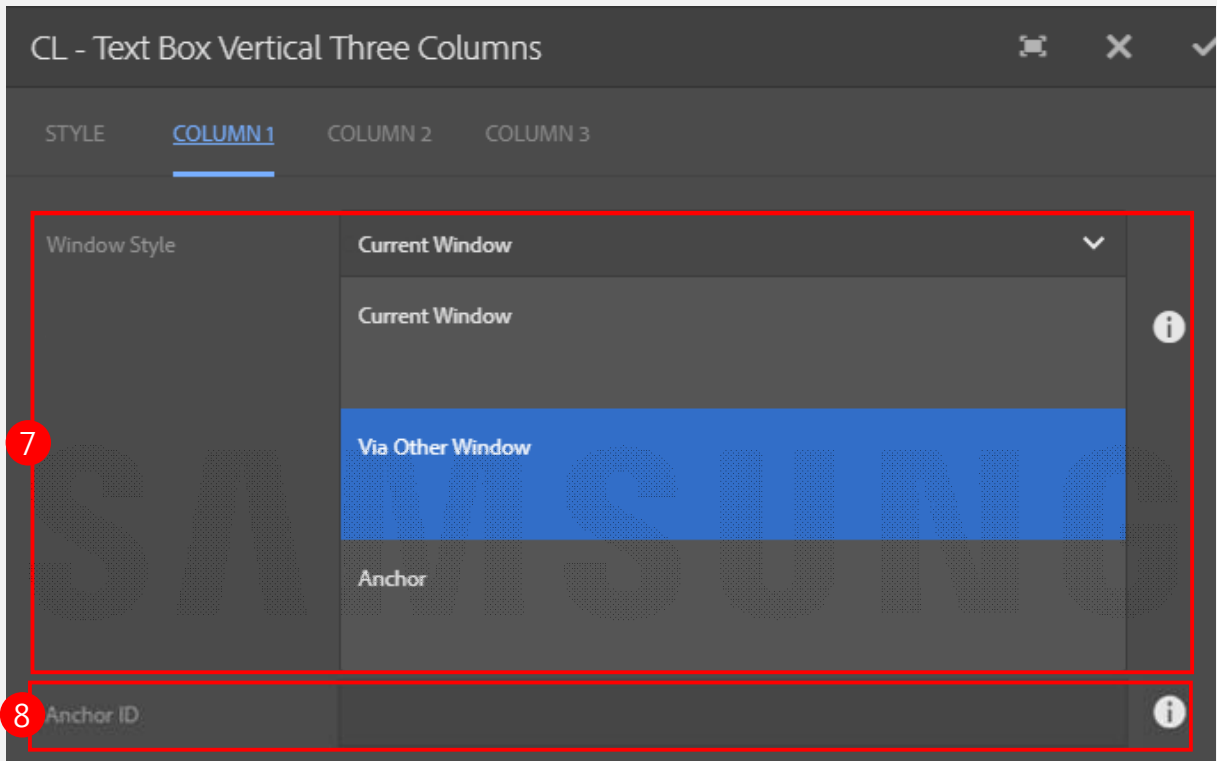 CL - Text Box Vertical Three Columns
STYLE COLUMN 1 COLUMN 2 COLUMN 3
Window Style Current Window
Current Window
7
Via Other Window
SAMSUNG
Anchor
8 Anchor ID